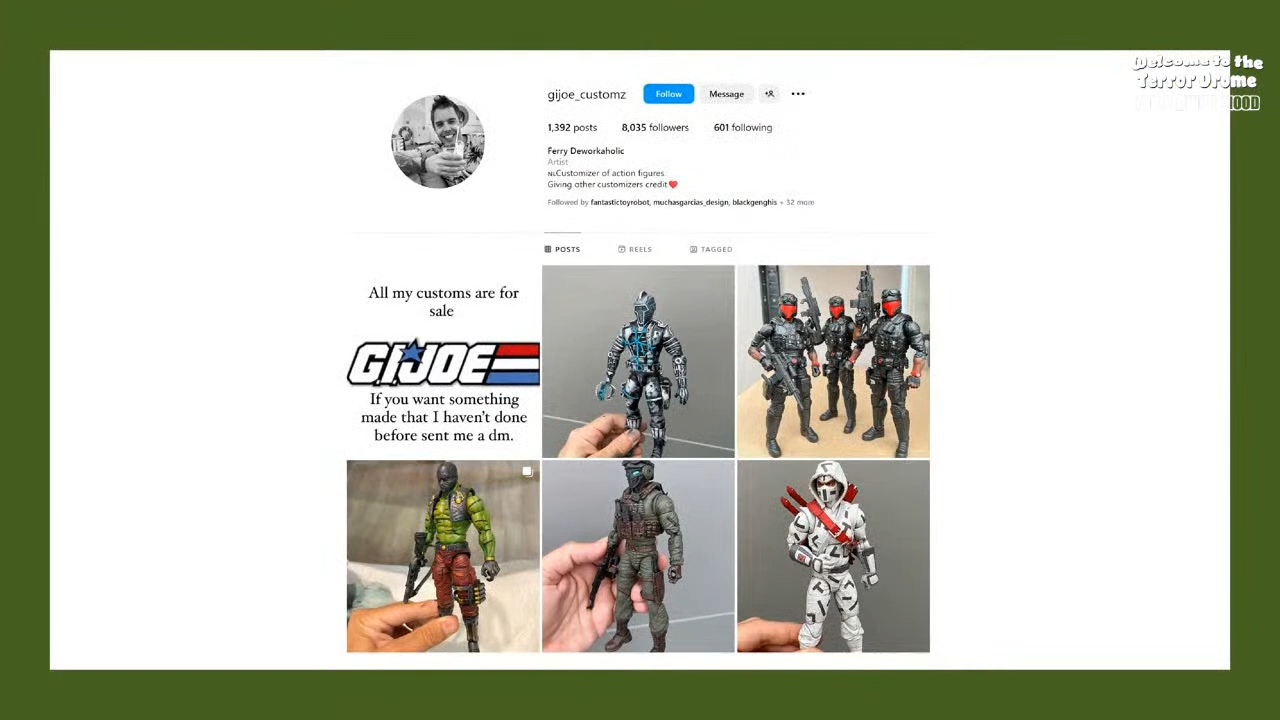 Welcome to the
Terror Drome
HOOD
gijoe_customz
Follow
Message
1,392 posts
8,035 followers
601 following
Ferry Deworkaholic
Artist
NLCustomizer of action figures.
Giving other customizers credit❤️
Followed by fantastictoyrobot, muchasgarcias_design, blackgenghis + 32 more
POSTS
REELS
TAGGED
All my customs are for
sale
G.I.JOE
If you want something
made that I haven't done
before sent me a dm.